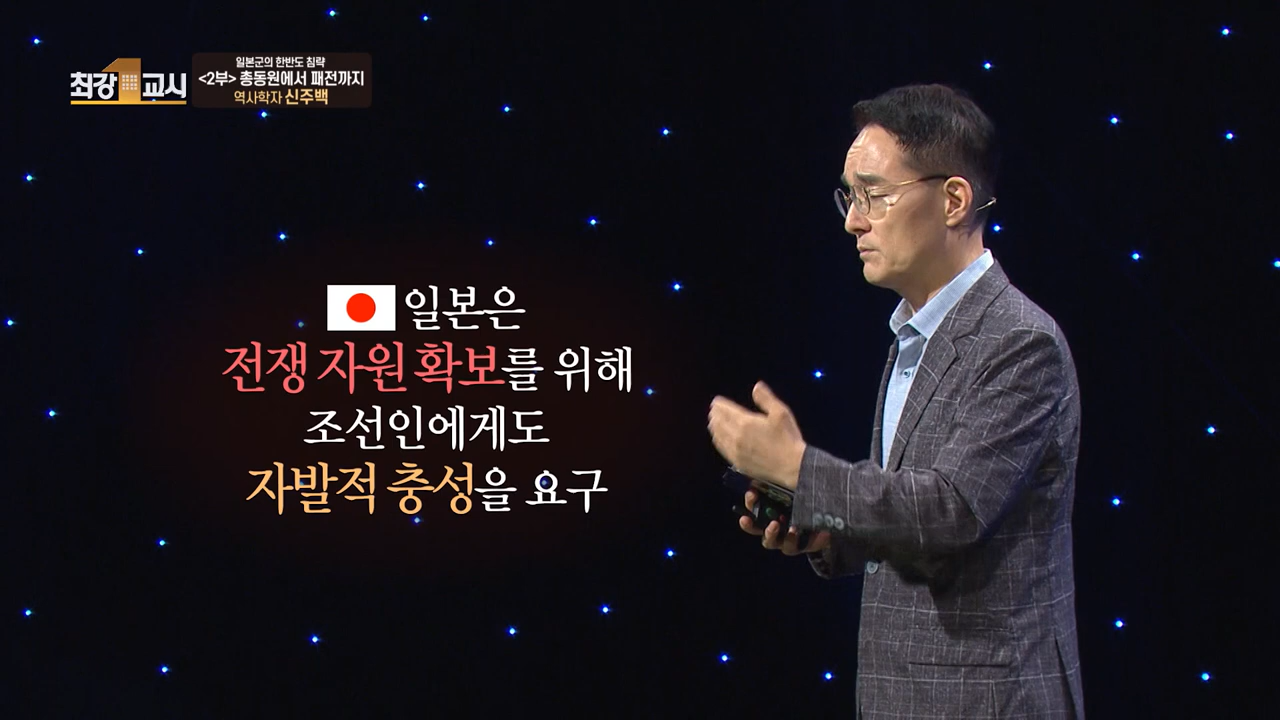 최강1교시
일본군의 한반도 침략
<2부> 총동원에서 패전까지
역사학자 신주백
일본은
전쟁 자원 확보를 위해
조선인에게도
자발적 충성을 요구